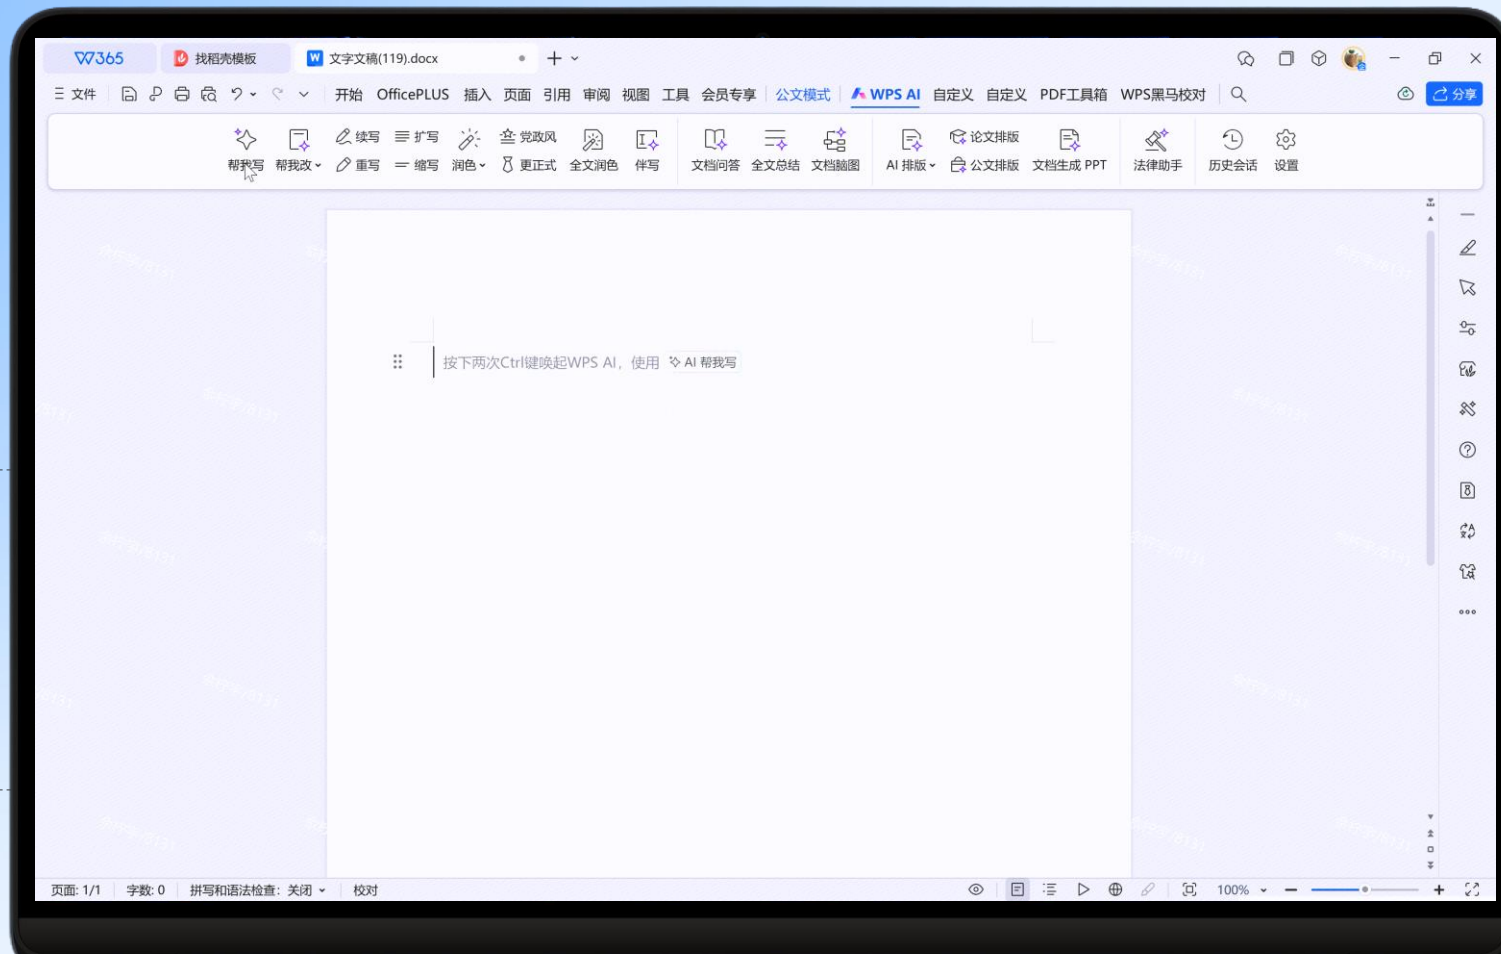 W365 找稻壳模板 文字文稿(119).docx
文件 开始 OfficePLUS 插入 页面 引用 审阅 视图 工具 会员专享 公文模式 WPS AI 自定义 自定义 PDF工具箱 WPS黑马校对 分享
续写 扩写 党政风 论文排版
帮我写 帮我改 重写 缩写 润色 更正式 全文润色 伴写 文档问答 全文总结 文档脑图 AI 排版 公文排版 文档生成 PPT 法律助手 历史会话 设置
按下两次Ctrl键唤起WPS AI，使用 AI 帮我写
页面: 1/1 字数: 0 拼写和语法检查: 关闭 校对 100%